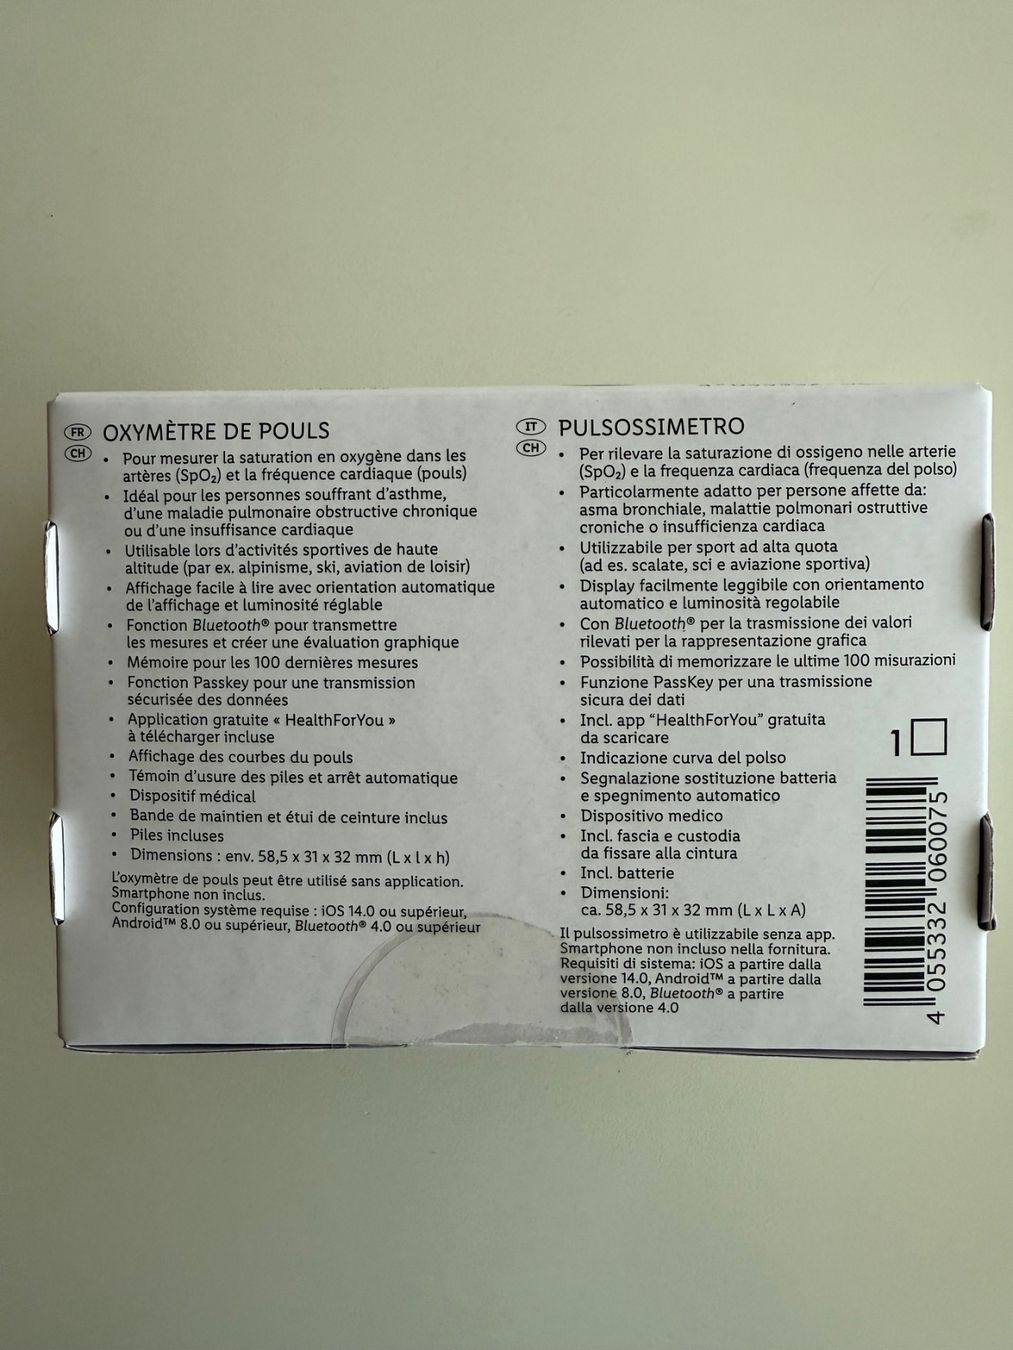 FR
CH
OXYMÈTRE DE POULS
• Pour mesurer la saturation en oxygène dans les
artères (SpO₂) et la fréquence cardiaque (pouls)
• Idéal pour les personnes souffrant d'asthme,
d'une maladie pulmonaire obstructive chronique
ou d'une insuffisance cardiaque
• Utilisable lors d'activités sportives de haute
altitude (par ex. alpinisme, ski, aviation de loisir)
• Affichage facile à lire avec orientation automatique
de l'affichage et luminosité réglable
• Fonction Bluetooth® pour transmettre
les mesures et créer une évaluation graphique
• Mémoire pour les 100 dernières mesures
• Fonction Passkey pour une transmission
sécurisée des données
• Application gratuite « HealthForYou »
à télécharger incluse
• Affichage des courbes du pouls
• Témoin d'usure des piles et arrêt automatique
• Dispositif médical
• Bande de maintien et étui de ceinture inclus
• Piles incluses
• Dimensions : env. 58,5 x 31 x 32 mm (L x l x h)
L'oxymètre de pouls peut être utilisé sans application.
Smartphone non inclus.
Configuration système requise : iOS 14.0 ou supérieur,
Android™ 8.0 ou supérieur, Bluetooth® 4.0 ou supérieur
IT
CH
PULSOSSIMETRO
• Per rilevare la saturazione di ossigeno nelle arterie
(SpO₂) e la frequenza cardiaca (frequenza del polso)
• Particolarmente adatto per persone affette da:
asma bronchiale, malattie polmonari ostruttive
croniche o insufficienza cardiaca
• Utilizzabile per sport ad alta quota
(ad es. scalate, sci e aviazione sportiva)
• Display facilmente leggibile con orientamento
automatico e luminosità regolabile
• Con Bluetooth® per la trasmissione dei valori
rilevati per la rappresentazione grafica
• Possibilità di memorizzare le ultime 100 misurazioni
• Funzione PassKey per una trasmissione
sicura dei dati
• Incl. app “HealthForYou” gratuita
da scaricare
• Indicazione curva del polso
• Segnalazione sostituzione batteria
e spegnimento automatico
• Dispositivo medico
• Incl. fascia e custodia
da fissare alla cintura
• Incl. batterie
• Dimensioni:
ca. 58,5 x 31 x 32 mm (L x L x A)
Il pulsossimetro è utilizzabile senza app.
Smartphone non incluso nella fornitura.
Requisiti di sistema: iOS a partire dalla
versione 14.0, Android™ a partire dalla
versione 8.0, Bluetooth® a partire
dalla versione 4.0
1
4 055332 060075